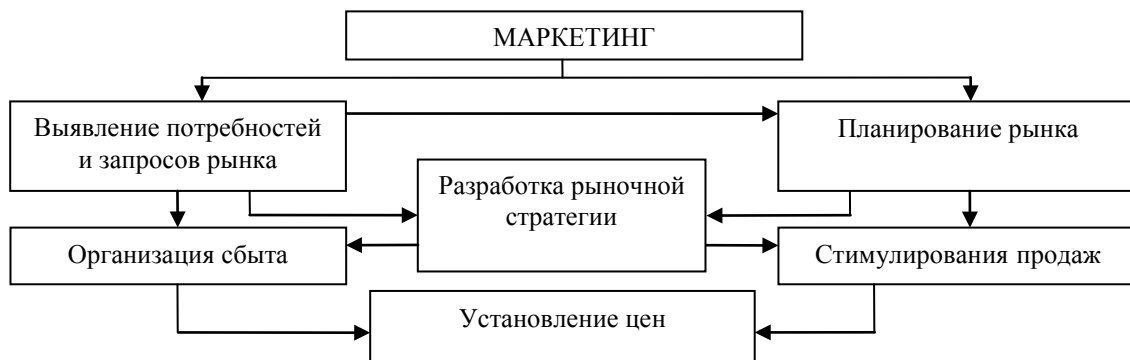 МАРКЕТИНГ
Выявление потребностей
и запросов рынка
Планирование рынка
Разработка рыночной
стратегии
Организация сбыта
Стимулирования продаж
Установление цен